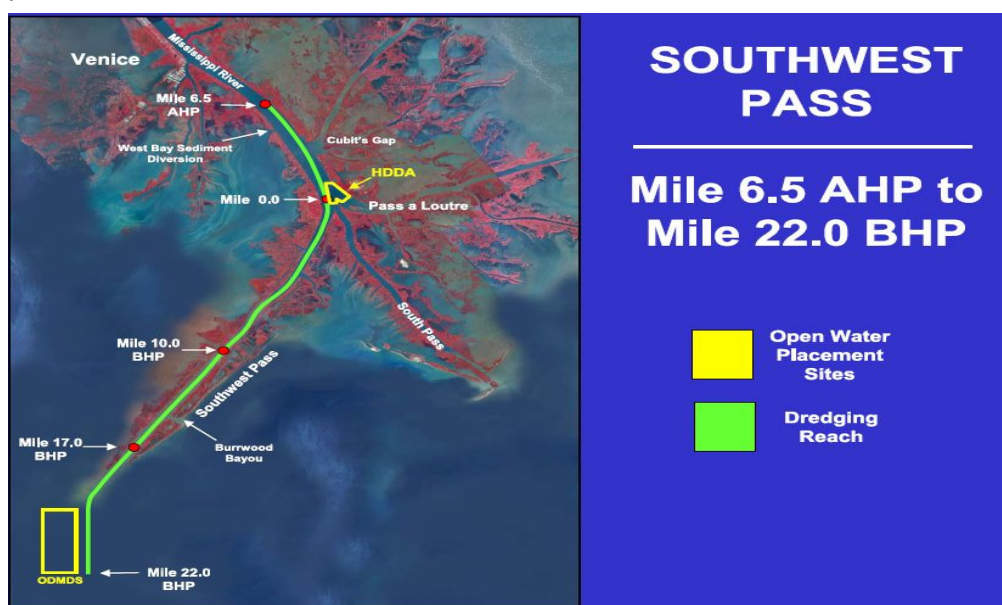 Venice
Mississippi River
Mile 6.5
AHP
West Bay Sediment
Diversion
Cubit's Gap
HDDA
Mile 0.0
Pass a Loutre
South Pass
Mile 10.0
BHP
Southwest Pass
Mile 17.0
BHP
Burrwood
Bayou
ODMDS
Mile 22.0
BHP
SOUTHWEST
PASS
Mile 6.5 AHP to
Mile 22.0 BHP
Open Water
Placement
Sites
Dredging
Reach